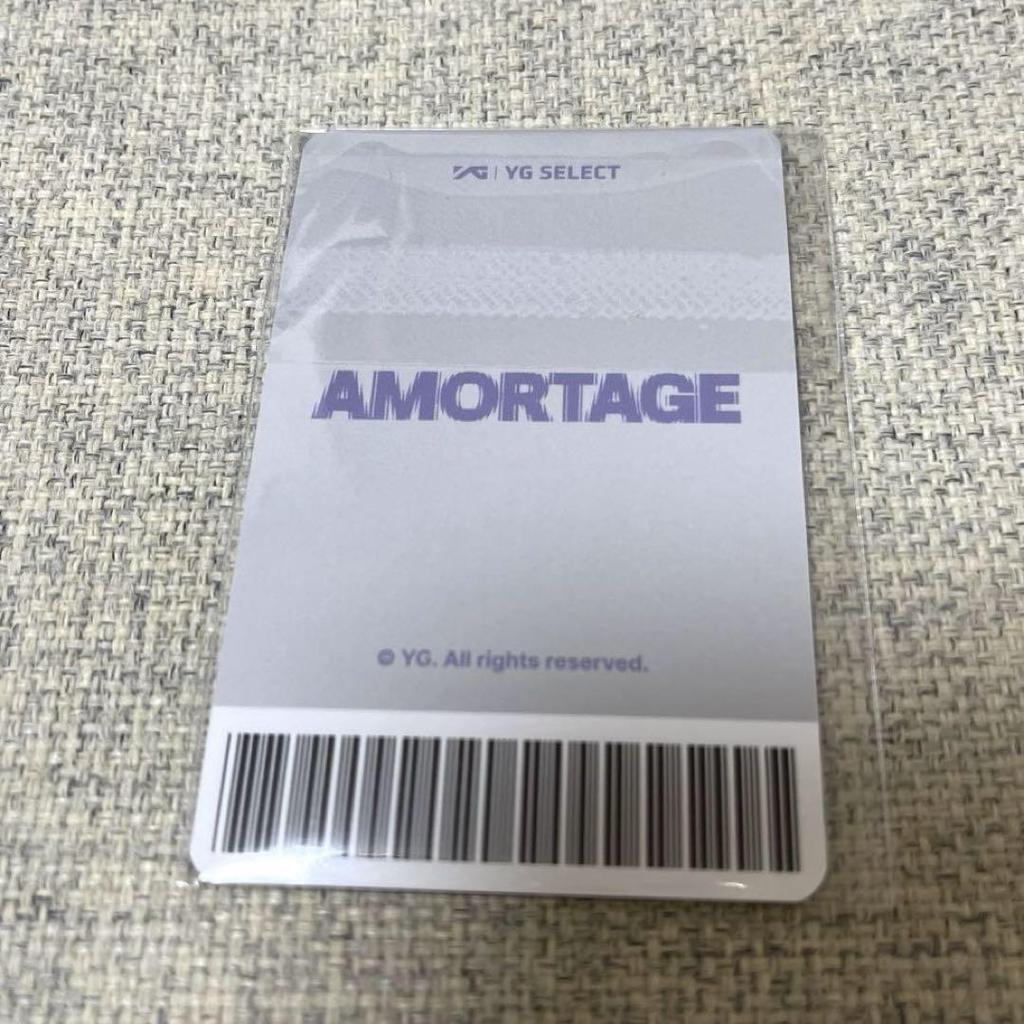 YG | YG SELECT
AMORTAGE
© YG. All rights reserved.